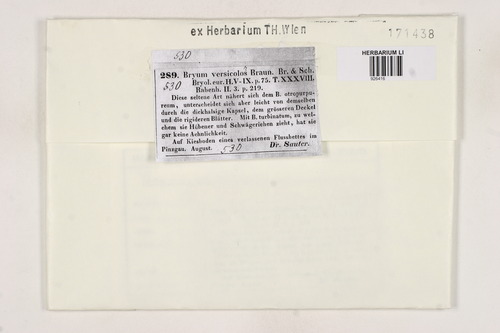 ex Herbarium TH. Wien
171438
HERBARIUM LI
530
289. Bryum versicolor Braun. Br. & Sch.
530 Bryol. eur. H.V-IX. p. 75. T. XXXVIII.
Rabenh. II. 3. p. 219.
Diese seltene Art nähert sich dem B. atropurpu-
reum, unterscheidet sich aber leicht von demselben
durch die dickhalsige Kapsel, dem grösseren Deckel
und die rigideren Blätter. Mit B. turbinatum, zu wel-
chem sie Hübener und Schwägrichen zieht, hat sie
gar keine Aehnlichkeit.
Auf Kiesboden eines verlassenen Flussbettes im
Pinzgau. August. 530 Dr. Sauter.